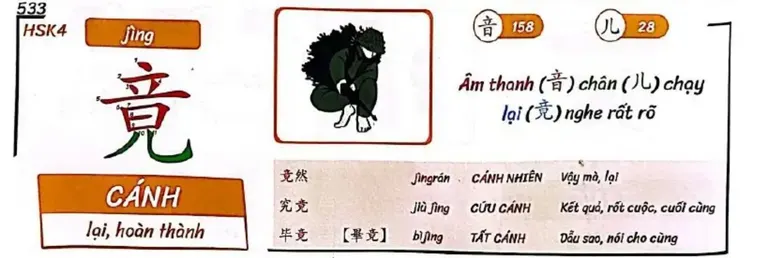 533
HSK4
jìng
竟
CÁNH
lại, hoàn thành
音 158
儿 28
Âm thanh (音) chân (儿) chạy
lại (竟) nghe rất rõ
竟然 jìngrán CÁNH NHIÊN Vậy mà, lại
究竟 jiù jìng CỨU CÁNH Kết quả, rốt cuộc, cuối cùng
毕竟 【畢竟】 bìjìng TẤT CÁNH Dẫu sao, nói cho cùng